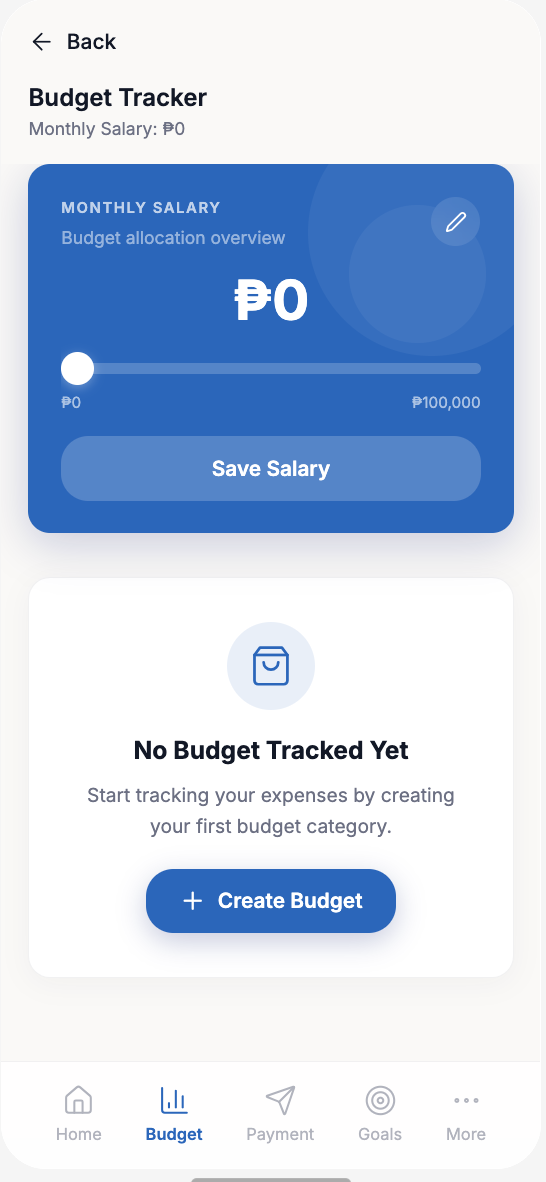 Back
Budget Tracker
Monthly Salary: ₱0
MONTHLY SALARY
Budget allocation overview
₱0
₱0 ₱100,000
Save Salary
No Budget Tracked Yet
Start tracking your expenses by creating
your first budget category.
Create Budget
Home Budget Payment Goals More